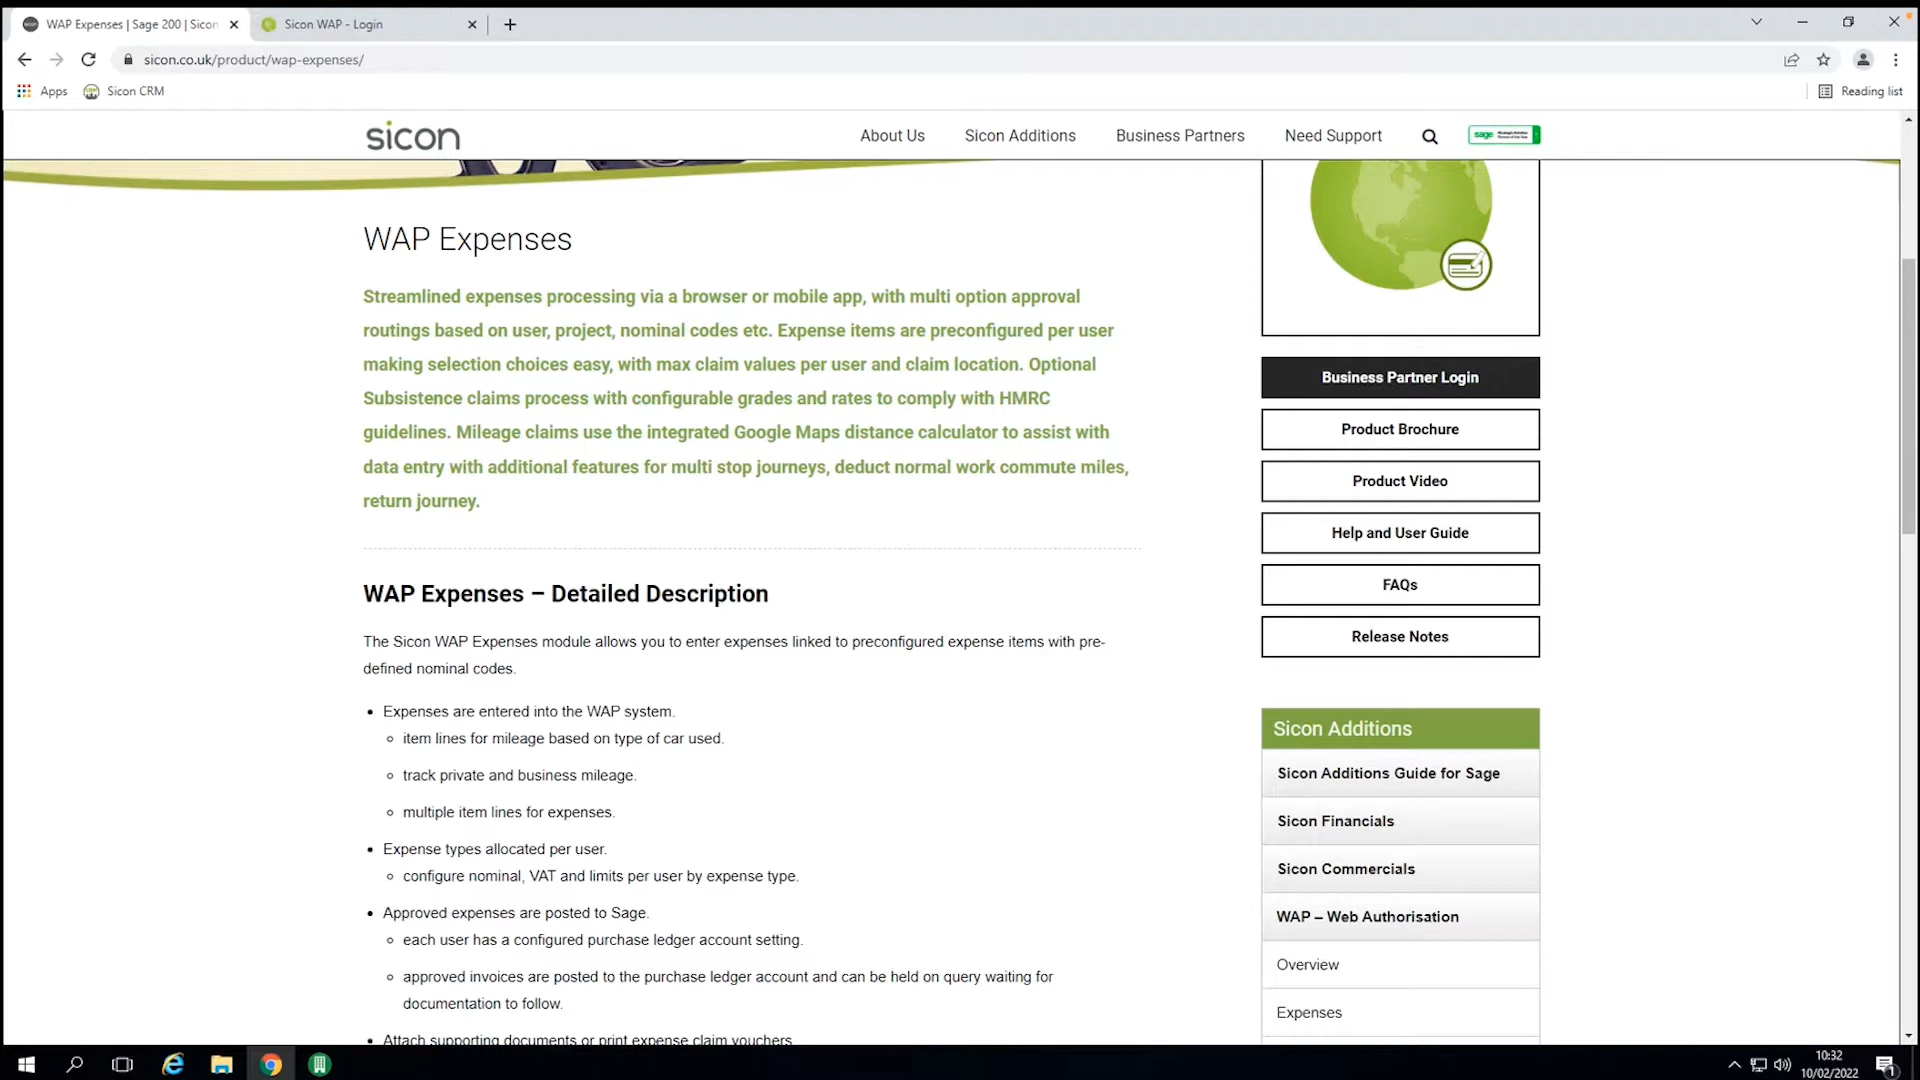 WAP Expenses | Sage 200 | Sicon
Sicon WAP - Login
sicon.co.uk/product/wap-expenses/
Apps
Sicon CRM
Reading list
sicon
About Us
Sicon Additions
Business Partners
Need Support
sage
WAP Expenses
Streamlined expenses processing via a browser or mobile app, with multi option approval
routings based on user, project, nominal codes etc. Expense items are preconfigured per user
making selection choices easy, with max claim values per user and claim location. Optional
Subsistence claims process with configurable grades and rates to comply with HMRC
guidelines. Mileage claims use the integrated Google Maps distance calculator to assist with
data entry with additional features for multi stop journeys, deduct normal work commute miles,
return journey.
WAP Expenses – Detailed Description
The Sicon WAP Expenses module allows you to enter expenses linked to preconfigured expense items with pre-
defined nominal codes.
Expenses are entered into the WAP system.
item lines for mileage based on type of car used.
track private and business mileage.
multiple item lines for expenses.
Expense types allocated per user.
configure nominal, VAT and limits per user by expense type.
Approved expenses are posted to Sage.
each user has a configured purchase ledger account setting.
approved invoices are posted to the purchase ledger account and can be held on query waiting for
documentation to follow.
Attach supporting documents or print expense claim vouchers
Business Partner Login
Product Brochure
Product Video
Help and User Guide
FAQs
Release Notes
Sicon Additions
Sicon Additions Guide for Sage
Sicon Financials
Sicon Commercials
WAP – Web Authorisation
Overview
Expenses
10:32
10/02/2022
1